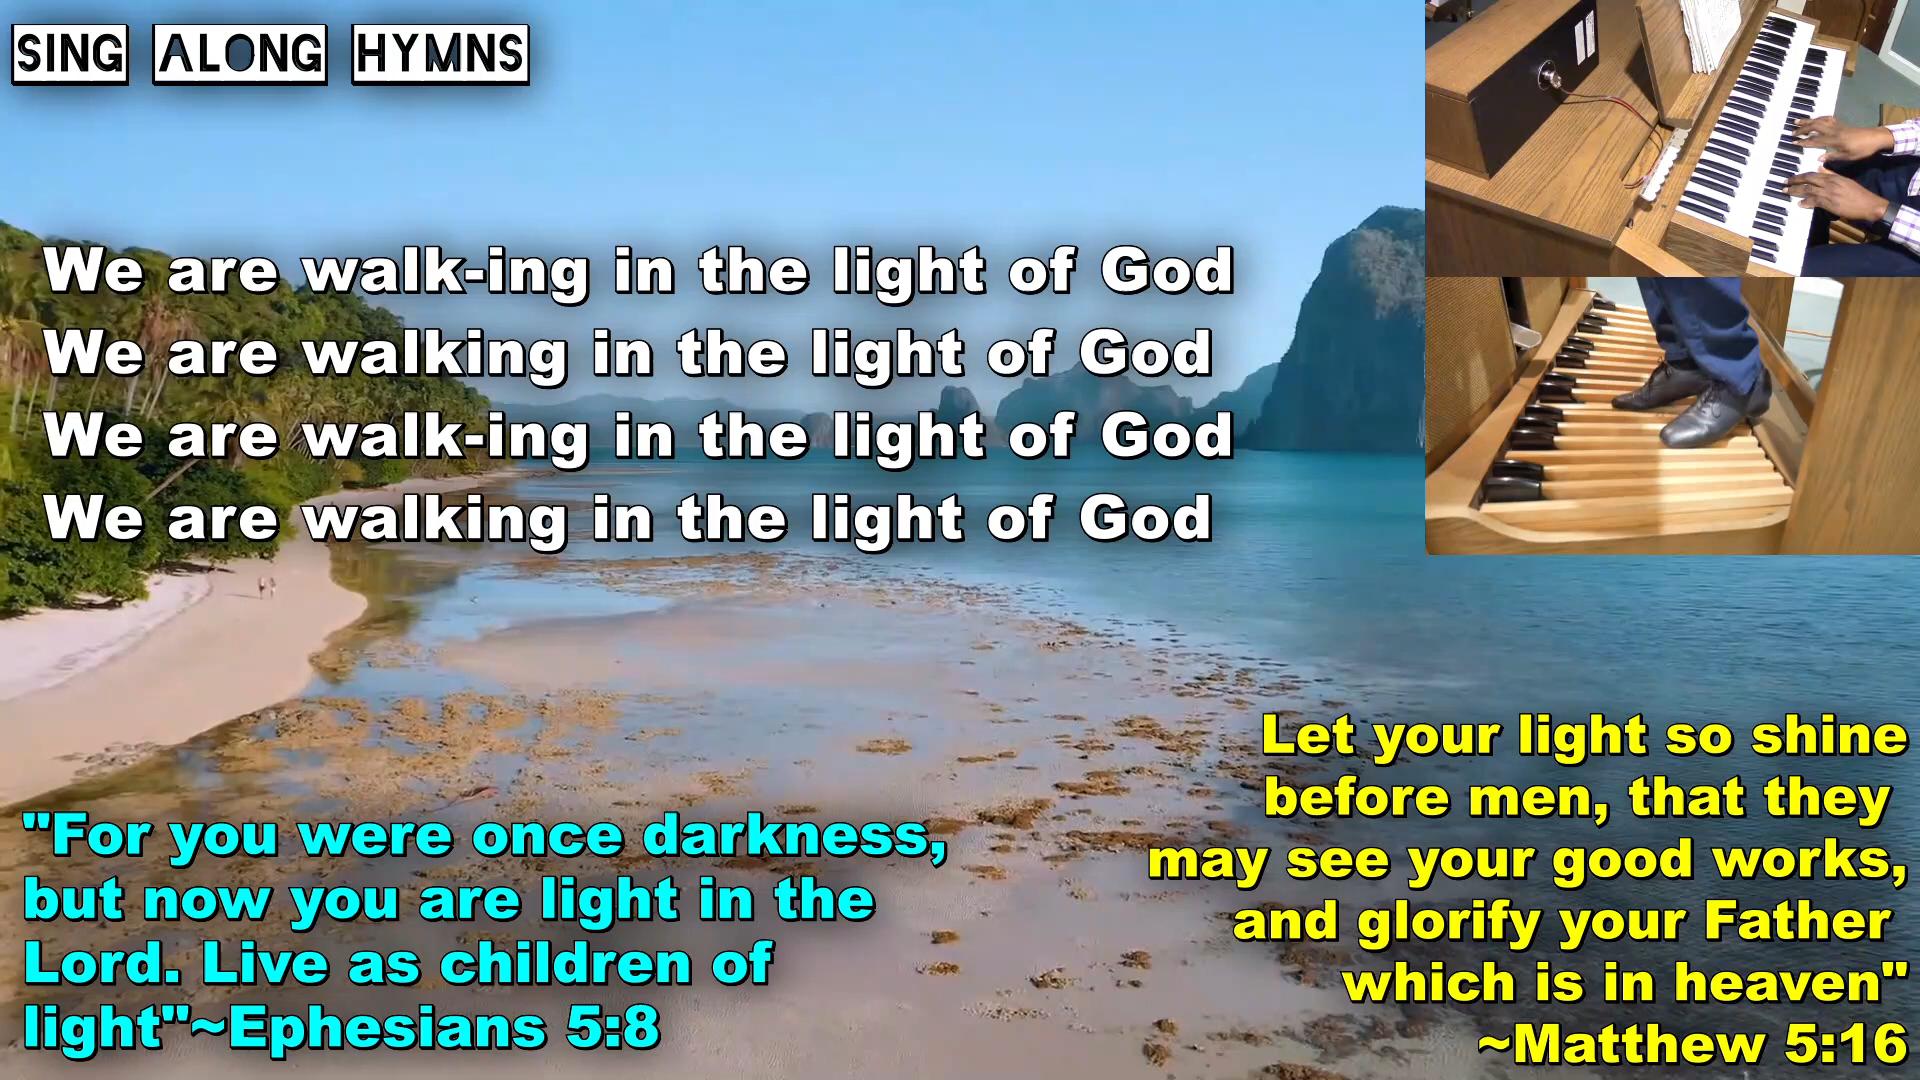 SING ALONG HYMNS
We are walk-ing in the light of God
We are walking in the light of God
We are walk-ing in the light of God
We are walking in the light of God
"For you were once darkness,
but now you are light in the
Lord. Live as children of
light"~Ephesians 5:8
Let your light so shine
before men, that they
may see your good works,
and glorify your Father
which is in heaven"
~Matthew 5:16